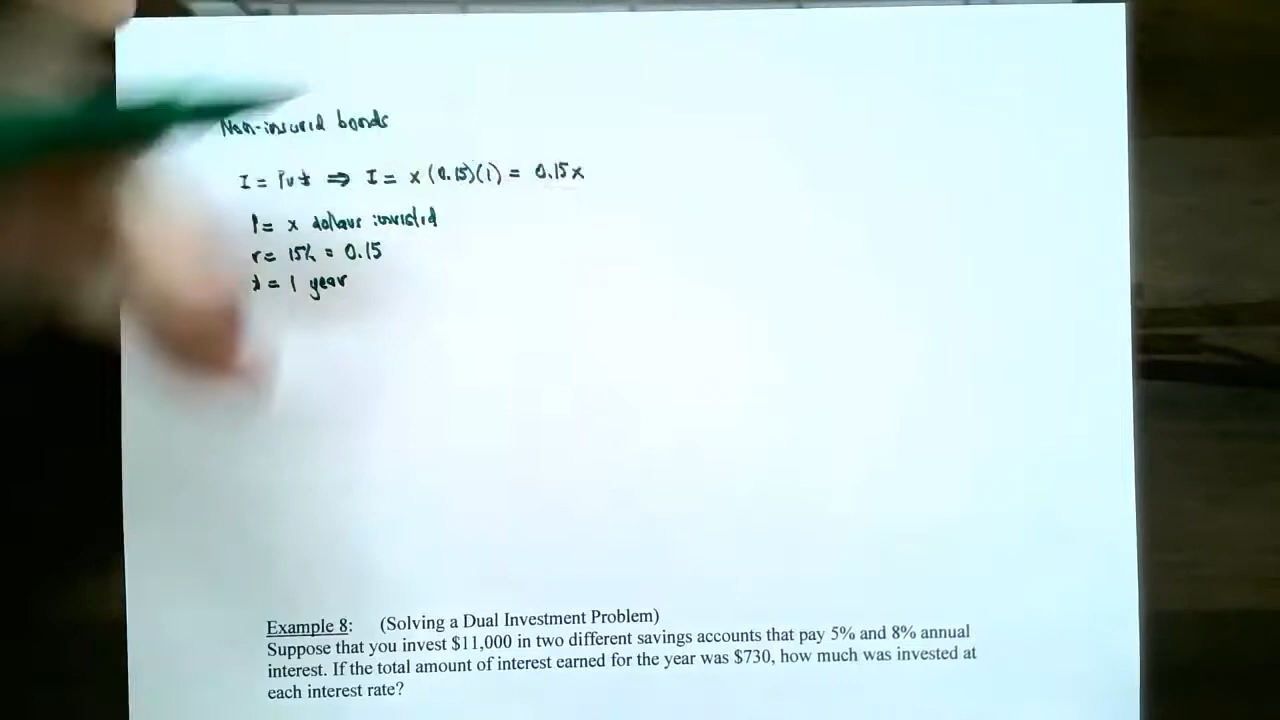 Non-insured bonds
I = Prt ⇒ I = x(0.15)(1) = 0.15x
P = x dollars invested
r = 15% = 0.15
t = 1 year
Example 8: (Solving a Dual Investment Problem)
Suppose that you invest $11,000 in two different savings accounts that pay 5% and 8% annual
interest. If the total amount of interest earned for the year was $730, how much was invested at
each interest rate?